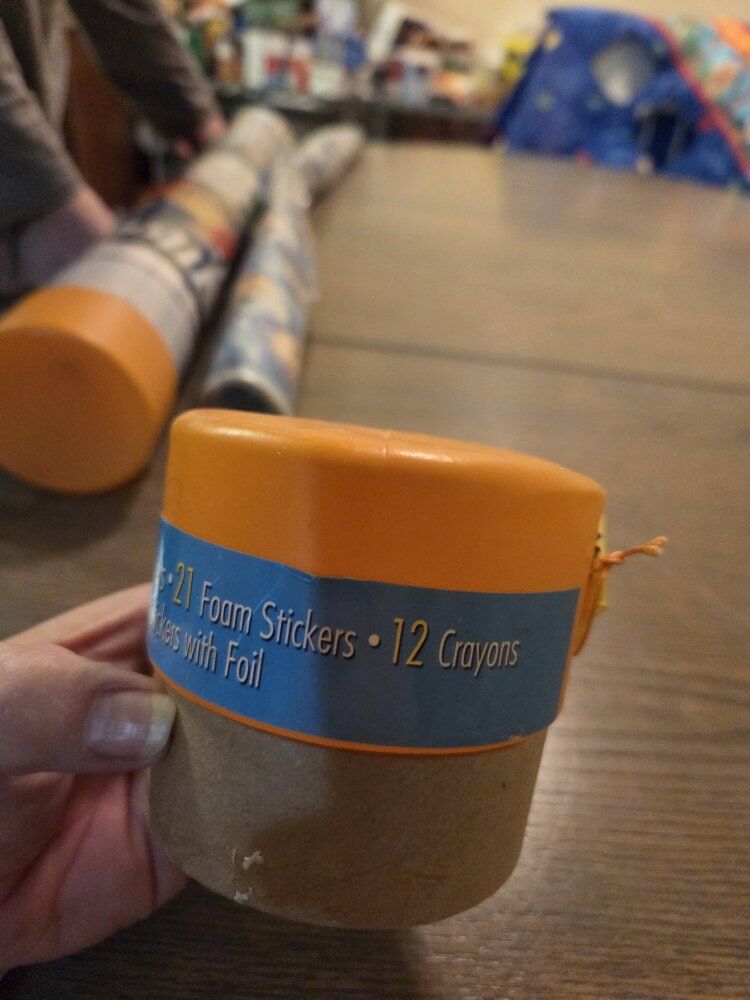 • 21 Foam Stickers • 12 Crayons
with Foil